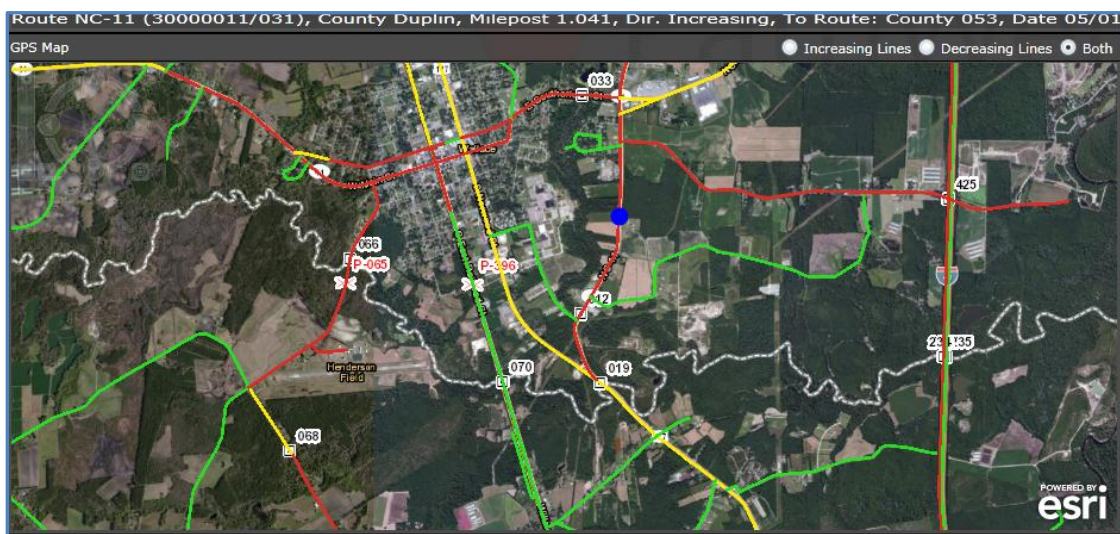 Route NC-11 (30000011/031), County Duplin, Milepost 1.041, Dir. Increasing, To Route: County 053, Date 05/01
GPS Map
Increasing Lines
Decreasing Lines
Both
033
Wallace
425
066
P-065
P-396
Henderson
Field
070
019
068
POWERED BY
esri